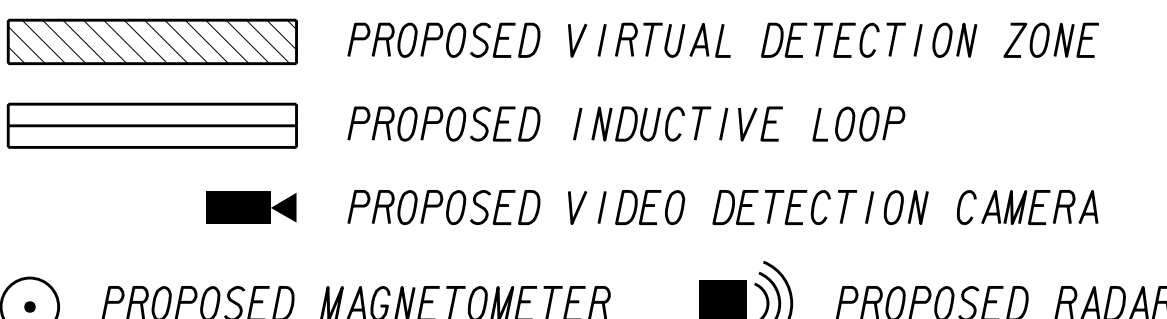 PROPOSED VIRTUAL DETECTION ZONE
PROPOSED INDUCTIVE LOOP
PROPOSED VIDEO DETECTION CAMERA
PROPOSED MAGNETOMETER PROPOSED RADAR